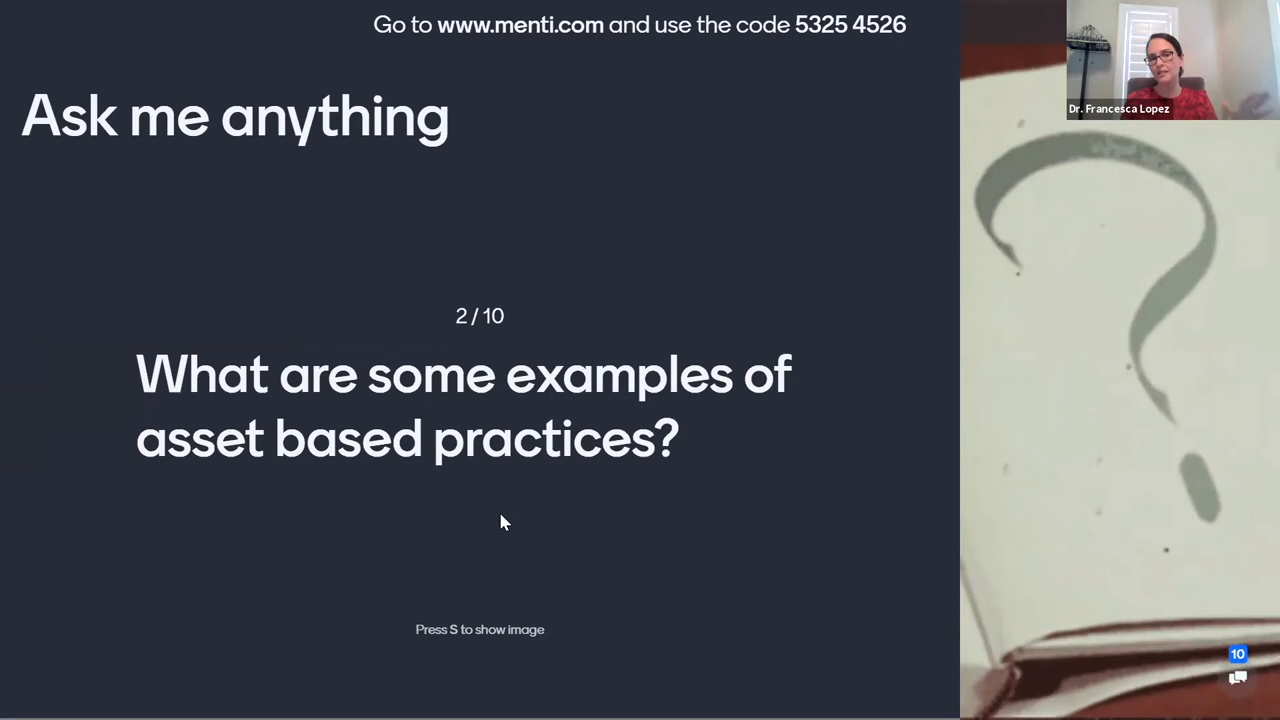 Go to www.menti.com and use the code 5325 4526
Dr. Francesca Lopez
Ask me anything
2 / 10
What are some examples of
asset based practices?
Press S to show image
10